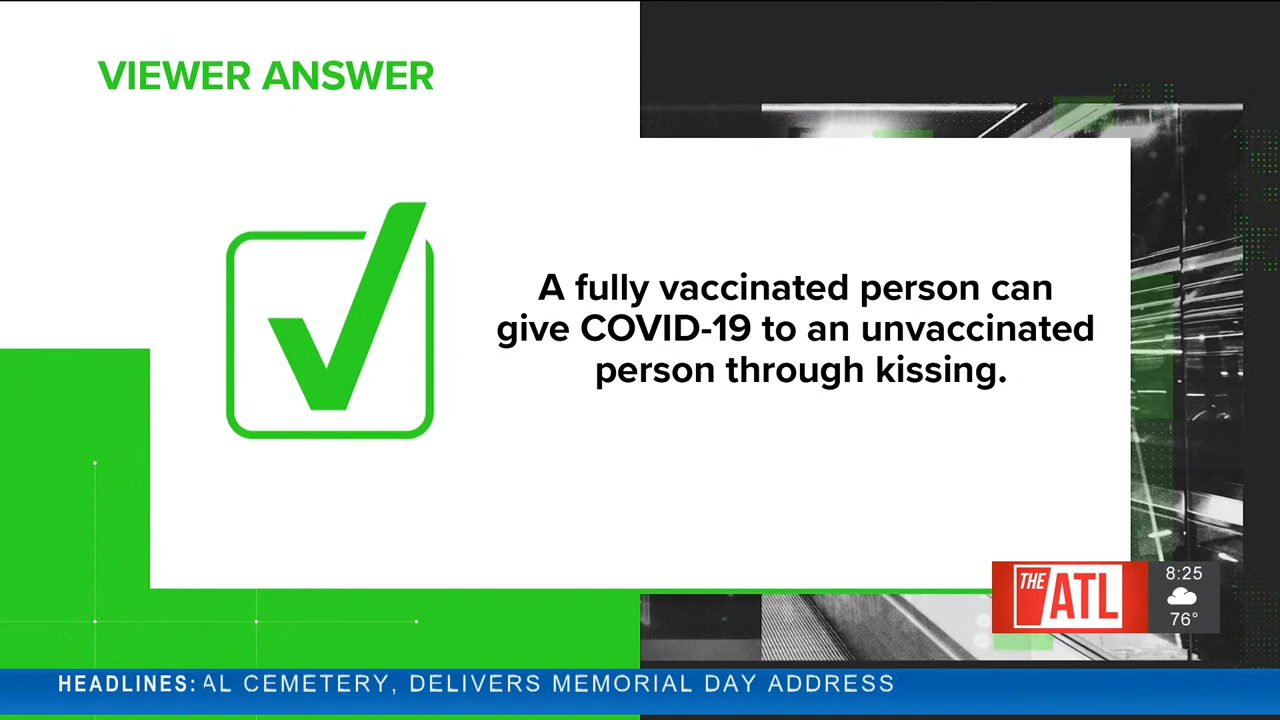 VIEWER ANSWER
A fully vaccinated person can
give COVID-19 to an unvaccinated
person through kissing.
THE ATL
8:25
76°
HEADLINES: AL CEMETERY, DELIVERS MEMORIAL DAY ADDRESS